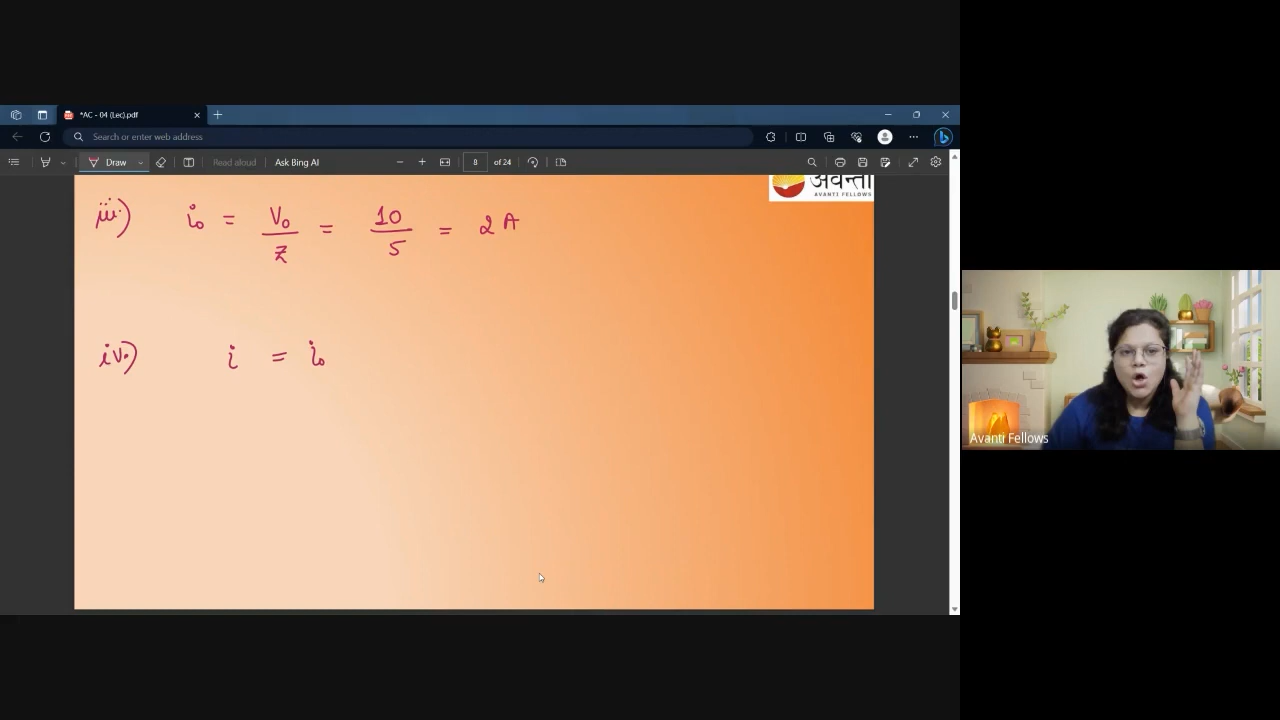 *AC - 04 (Lec).pdf
Search or enter web address
Draw
Read aloud
Ask Bing AI
8 of 24
अवन्ती
AVANTI FELLOWS
iii) i₀ = V₀/Z = 10/5 = 2 A
iv) i = i₀
Avanti Fellows